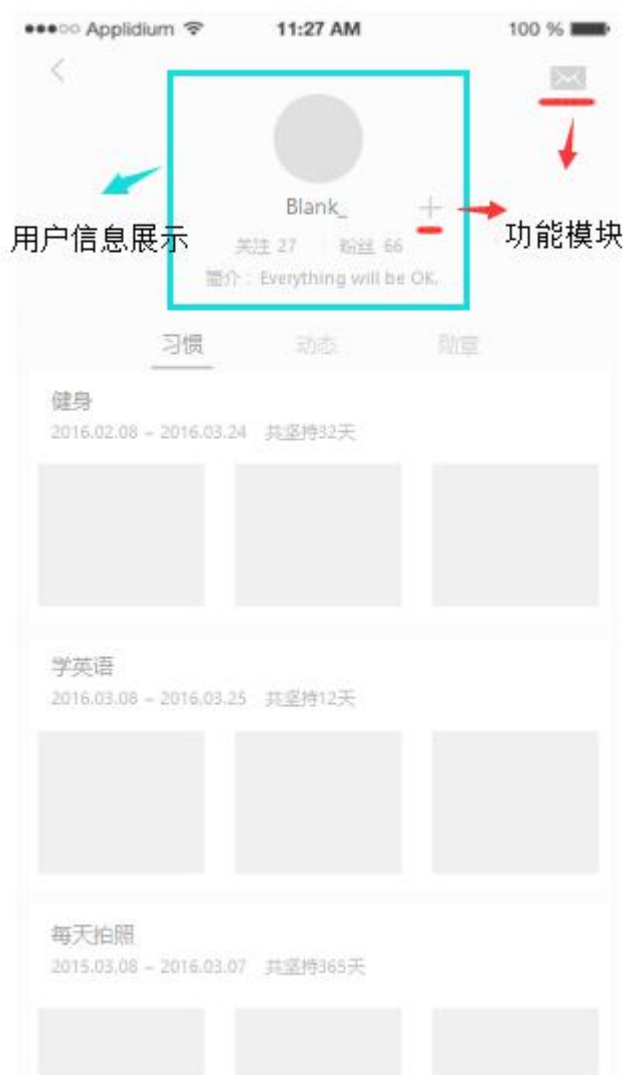 Applidium 11:27 AM 100 %
Blank_
用户信息展示
功能模块
关注 27 粉丝 66
简介：Everything will be OK.
习惯 动态 勋章
健身
2016.02.08 – 2016.03.24 共坚持32天
学英语
2016.03.08 – 2016.03.25 共坚持12天
每天拍照
2015.03.08 – 2016.03.07 共坚持365天